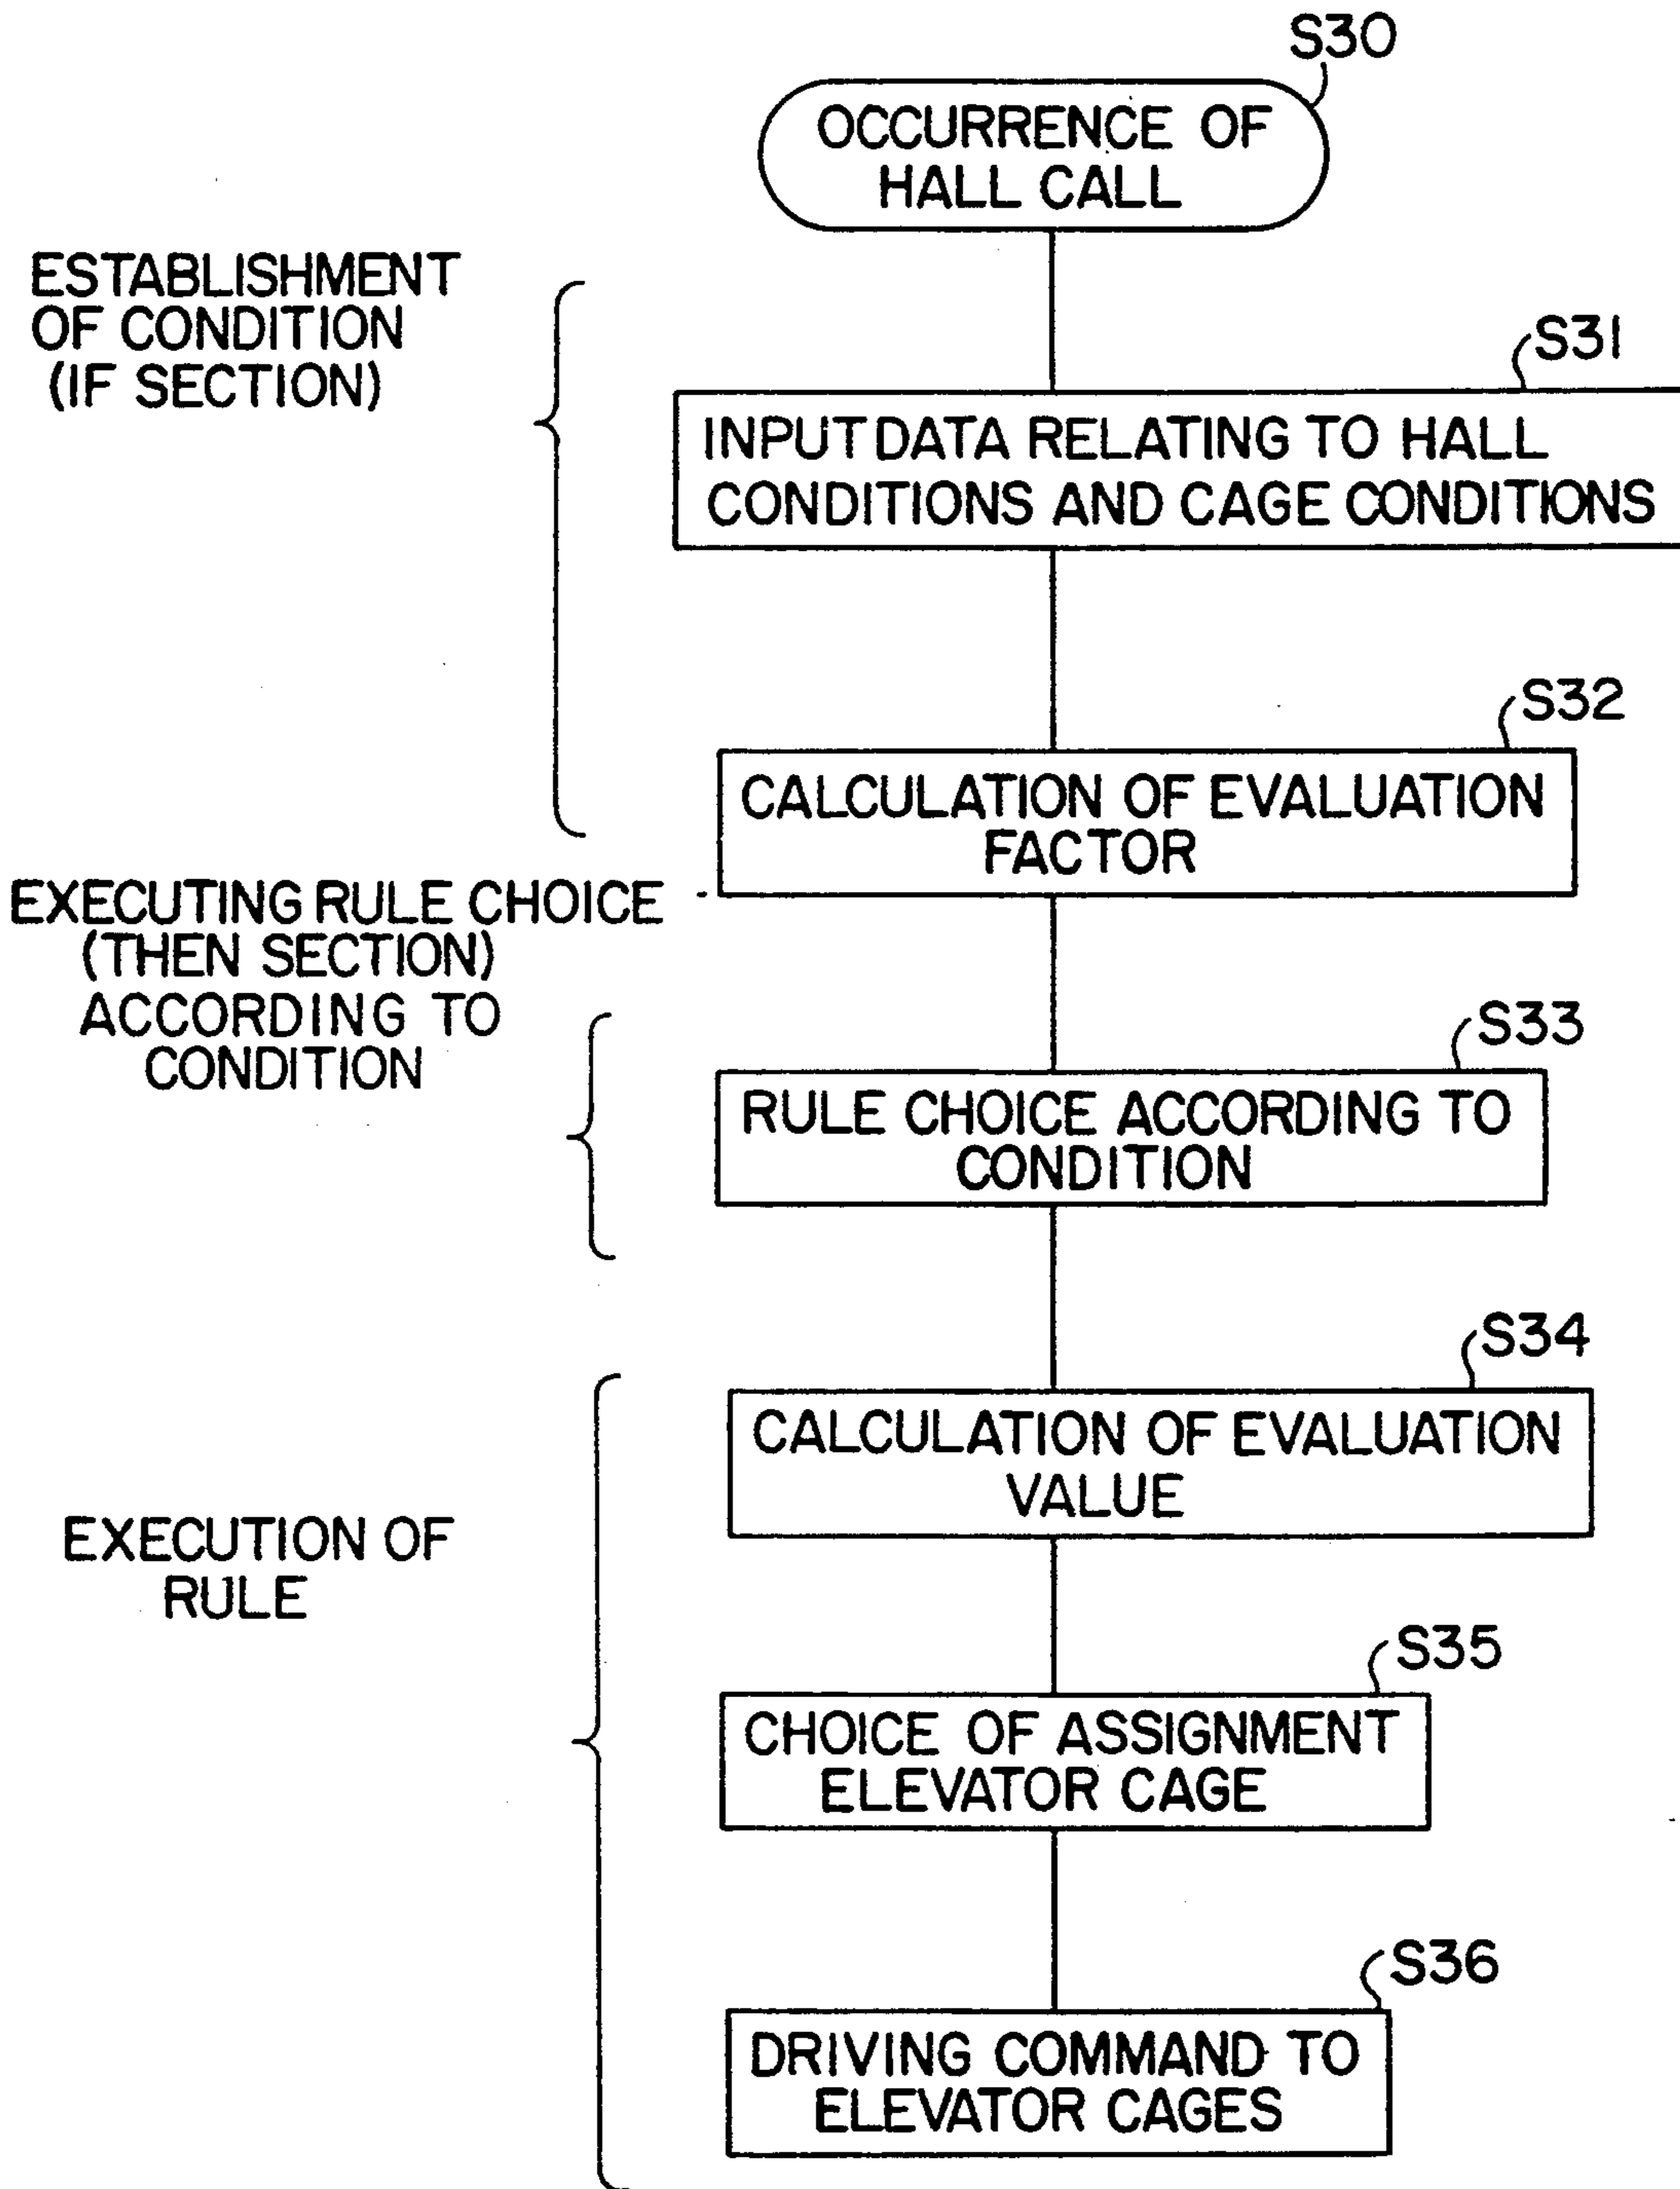 S30
OCCURRENCE OF
HALL CALL
ESTABLISHMENT
OF CONDITION
(IF SECTION)
S31
INPUT DATA RELATING TO HALL
CONDITIONS AND CAGE CONDITIONS
S32
CALCULATION OF EVALUATION
FACTOR
EXECUTING RULE CHOICE
(THEN SECTION)
ACCORDING TO
CONDITION
S33
RULE CHOICE ACCORDING TO
CONDITION
S34
CALCULATION OF EVALUATION
VALUE
EXECUTION OF
RULE
S35
CHOICE OF ASSIGNMENT
ELEVATOR CAGE
S36
DRIVING COMMAND TO
ELEVATOR CAGES